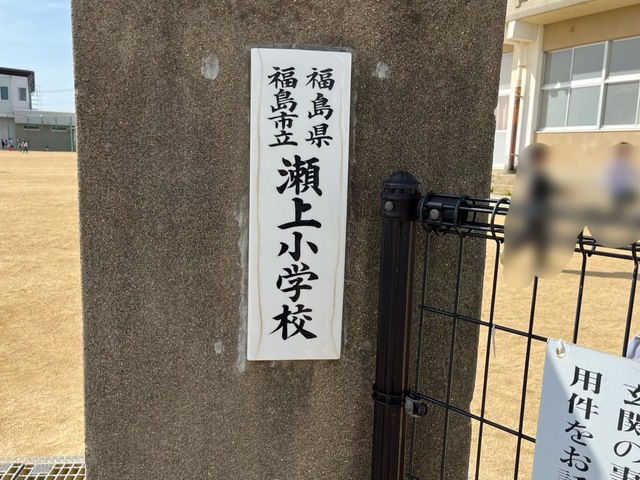 福島県
福島市立
瀬上小学校
玄関の
用件をお